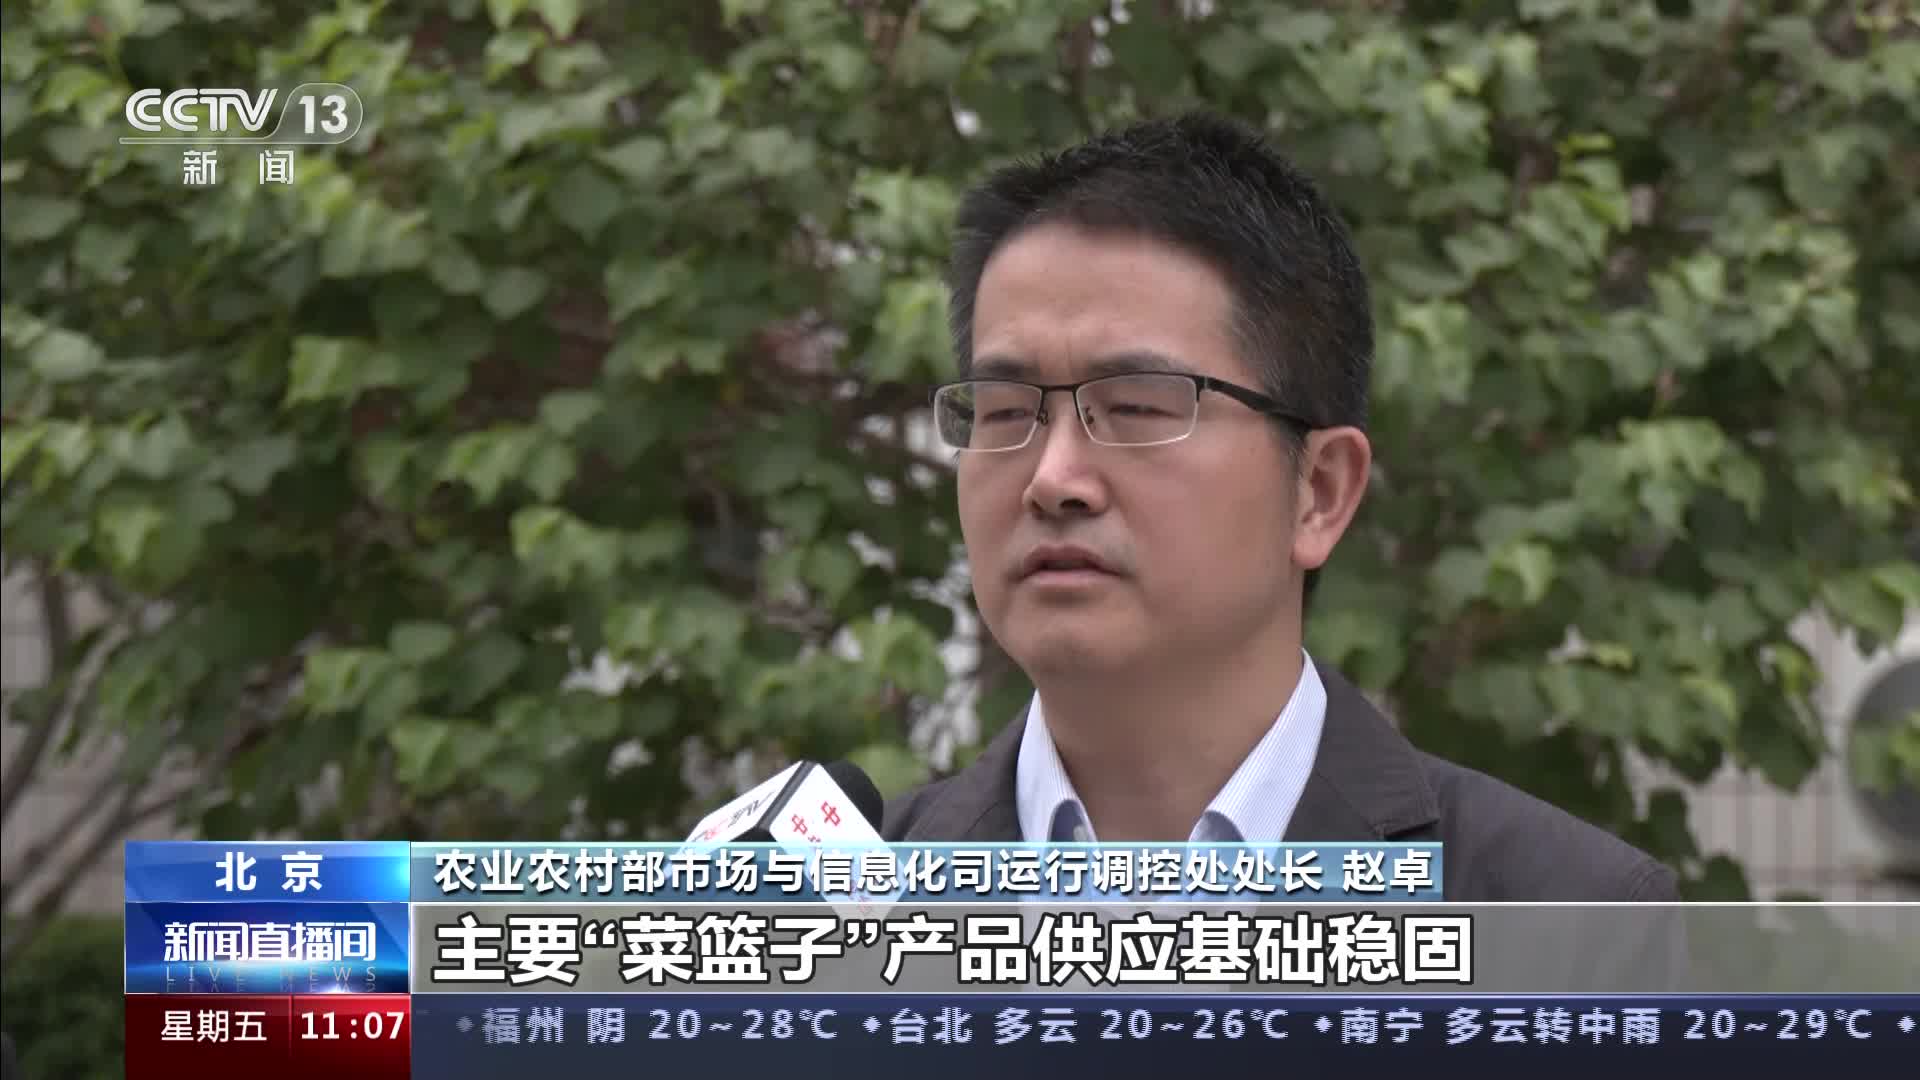 CCTV 13
新闻
中
中
北京
农业农村部市场与信息化司运行调控处处长 赵卓
新闻直播间
LIVE NEWS
主要“菜篮子”产品供应基础稳固
星期五 11:07
福州 阴 20~28℃ 台北 多云 20~26℃ 南宁 多云转中雨 20~29℃